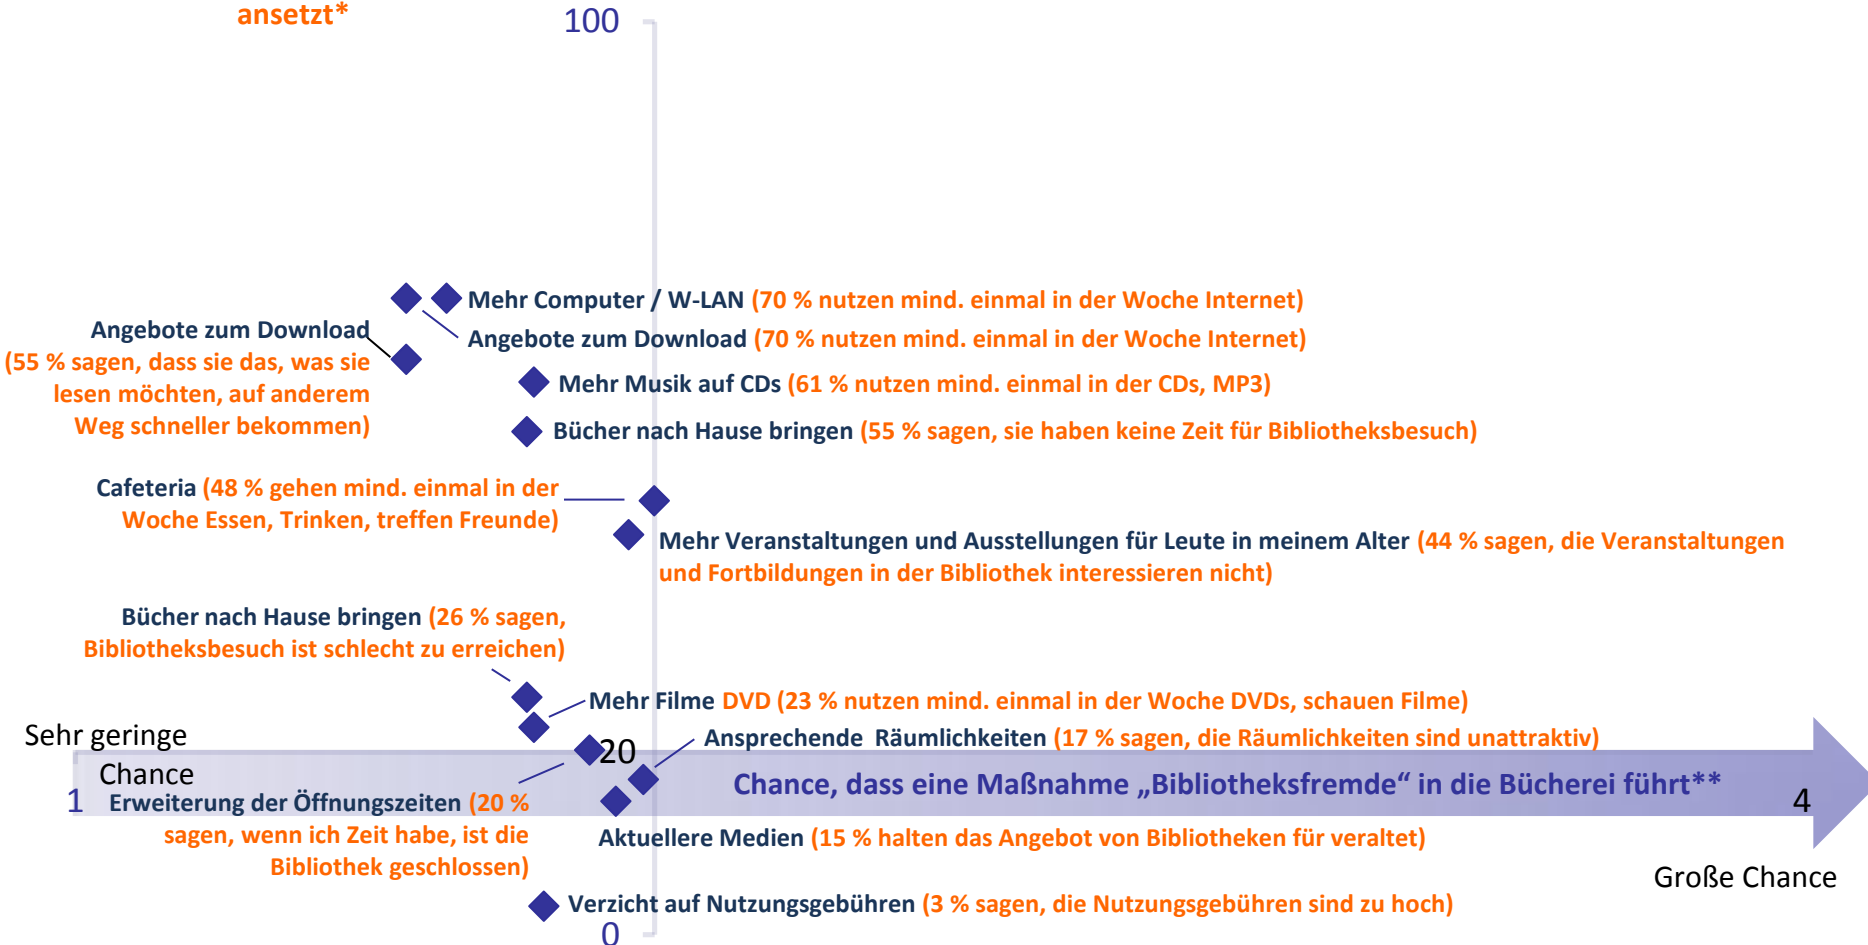 ansetzt*
100
Mehr Computer / W-LAN (70 % nutzen mind. einmal in der Woche Internet)
Angebote zum Download (70 % nutzen mind. einmal in der Woche Internet)
Angebote zum Download
(55 % sagen, dass sie das, was sie
lesen möchten, auf anderem
Weg schneller bekommen)
Mehr Musik auf CDs (61 % nutzen mind. einmal in der CDs, MP3)
Bücher nach Hause bringen (55 % sagen, sie haben keine Zeit für Bibliotheksbesuch)
Cafeteria (48 % gehen mind. einmal in der
Woche Essen, Trinken, treffen Freunde)
Mehr Veranstaltungen und Ausstellungen für Leute in meinem Alter (44 % sagen, die Veranstaltungen
und Fortbildungen in der Bibliothek interessieren nicht)
Bücher nach Hause bringen (26 % sagen,
Bibliotheksbesuch ist schlecht zu erreichen)
Mehr Filme DVD (23 % nutzen mind. einmal in der Woche DVDs, schauen Filme)
Sehr geringe
Chance
1
20
Ansprechende Räumlichkeiten (17 % sagen, die Räumlichkeiten sind unattraktiv)
Chance, dass eine Maßnahme „Bibliotheksfremde“ in die Bücherei führt**
4
Große Chance
Erweiterung der Öffnungszeiten (20 %
sagen, wenn ich Zeit habe, ist die
Bibliothek geschlossen)
Aktuellere Medien (15 % halten das Angebot von Bibliotheken für veraltet)
Verzicht auf Nutzungsgebühren (3 % sagen, die Nutzungsgebühren sind zu hoch)
0